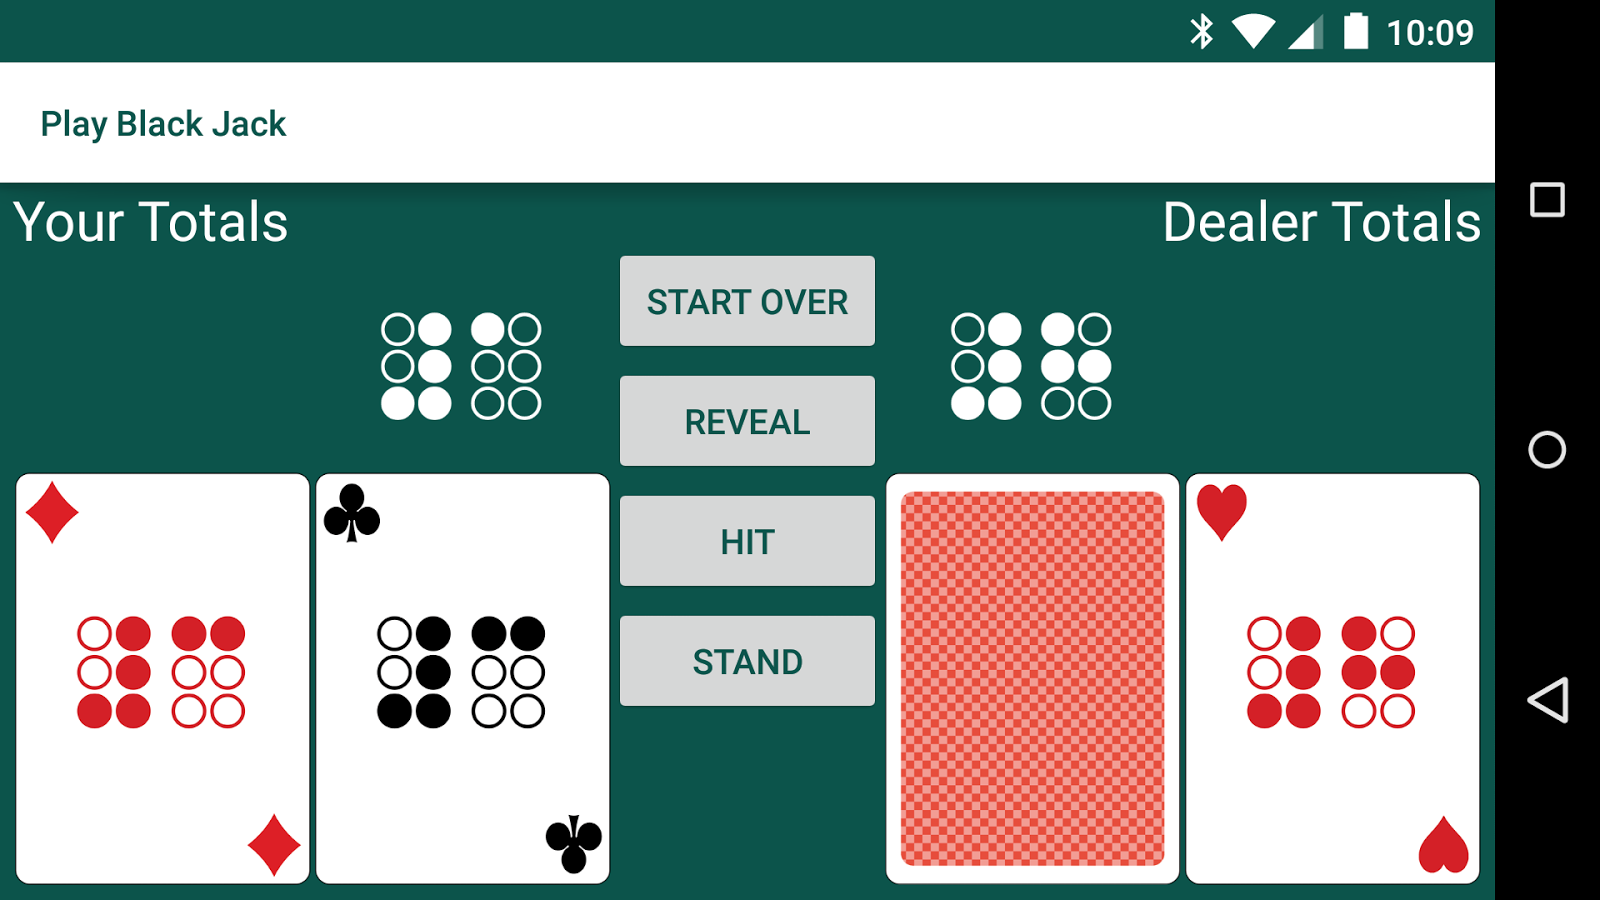 10:09
Play Black Jack
Your Totals
Dealer Totals
⠼⠁
⠼⠓
START OVER
REVEAL
HIT
STAND
⠼⠉
⠼⠉
⠼⠓